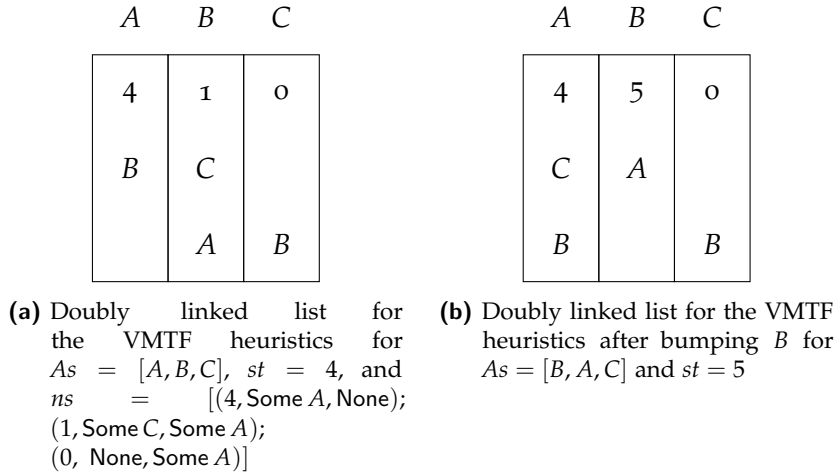 A B C
4 1 0
B C
A B
(a) Doubly linked list for
the VMTF heuristics for
As = [A, B, C], st = 4, and
ns = [(4, Some A, None);
(1, Some C, Some A);
(0, None, Some A)]
A B C
4 5 0
C A
B B
(b) Doubly linked list for the VMTF
heuristics after bumping B for
As = [B, A, C] and st = 5